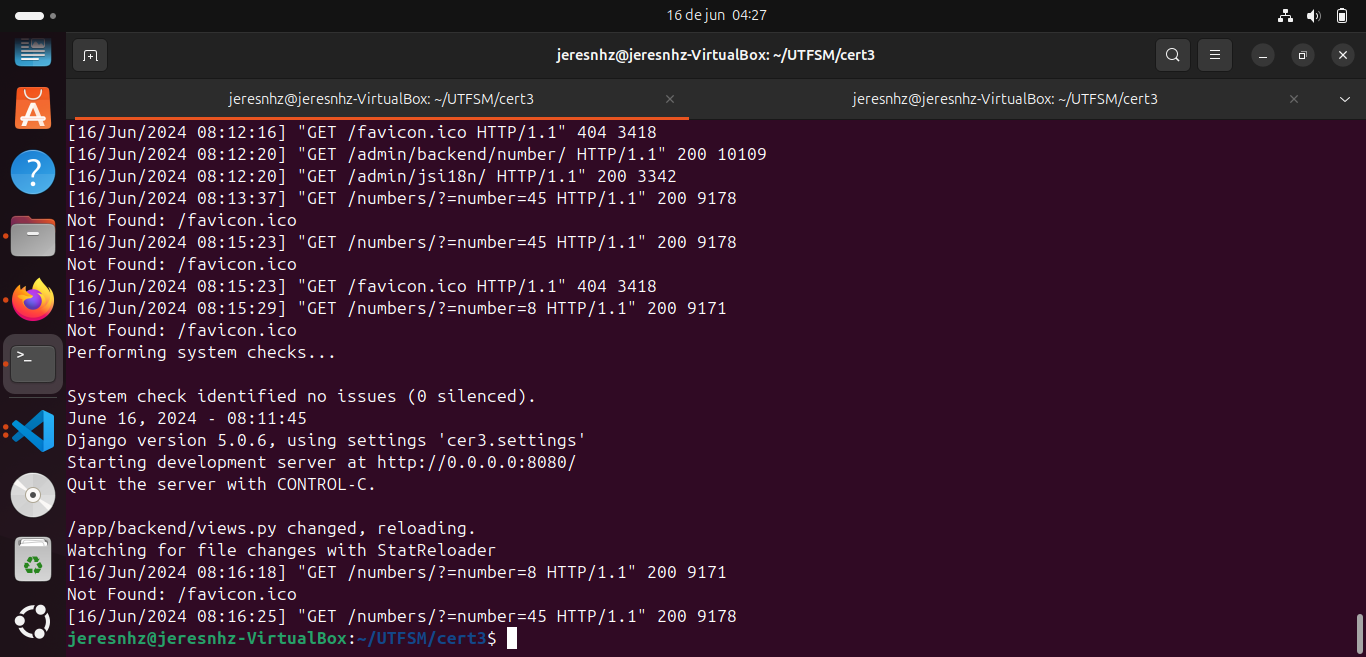 16 de jun 04:27
jeresnhz@jeresnhz-VirtualBox: ~/UTFSM/cert3
jeresnhz@jeresnhz-VirtualBox: ~/UTFSM/cert3
jeresnhz@jeresnhz-VirtualBox: ~/UTFSM/cert3
[16/Jun/2024 08:12:16] "GET /favicon.ico HTTP/1.1" 404 3418
[16/Jun/2024 08:12:20] "GET /admin/backend/number/ HTTP/1.1" 200 10109
[16/Jun/2024 08:12:20] "GET /admin/jsi18n/ HTTP/1.1" 200 3342
[16/Jun/2024 08:13:37] "GET /numbers/?=number=45 HTTP/1.1" 200 9178
Not Found: /favicon.ico
[16/Jun/2024 08:15:23] "GET /numbers/?=number=45 HTTP/1.1" 200 9178
Not Found: /favicon.ico
[16/Jun/2024 08:15:23] "GET /favicon.ico HTTP/1.1" 404 3418
[16/Jun/2024 08:15:29] "GET /numbers/?=number=8 HTTP/1.1" 200 9171
Not Found: /favicon.ico
Performing system checks...
System check identified no issues (0 silenced).
June 16, 2024 - 08:11:45
Django version 5.0.6, using settings 'cer3.settings'
Starting development server at http://0.0.0.0:8080/
Quit the server with CONTROL-C.
/app/backend/views.py changed, reloading.
Watching for file changes with StatReloader
[16/Jun/2024 08:16:18] "GET /numbers/?=number=8 HTTP/1.1" 200 9171
Not Found: /favicon.ico
[16/Jun/2024 08:16:25] "GET /numbers/?=number=45 HTTP/1.1" 200 9178
jeresnhz@jeresnhz-VirtualBox:~/UTFSM/cert3$